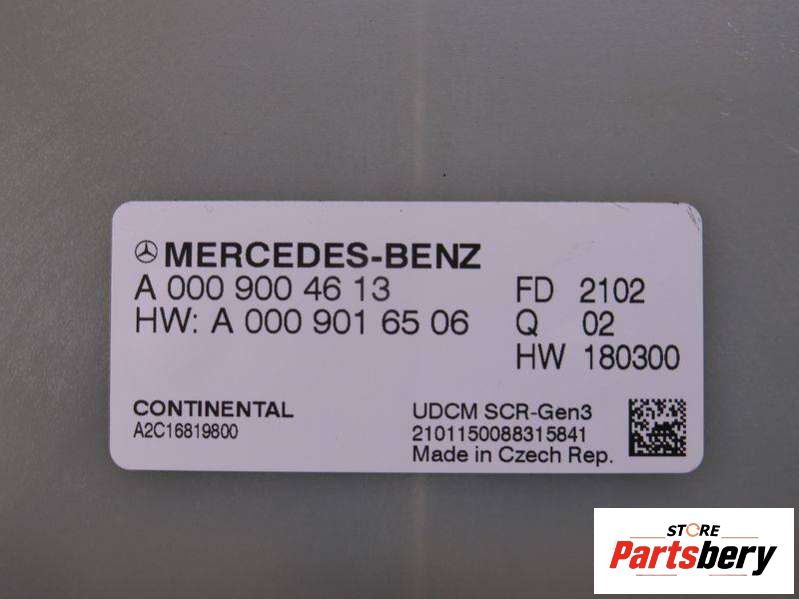 MERCEDES-BENZ
A 000 900 46 13
HW: A 000 901 65 06
FD 2102
Q 02
HW 180300
CONTINENTAL
A2C16819800
UDCM SCR-Gen3
2101150088315841
Made in Czech Rep.
STORE
Partsbery